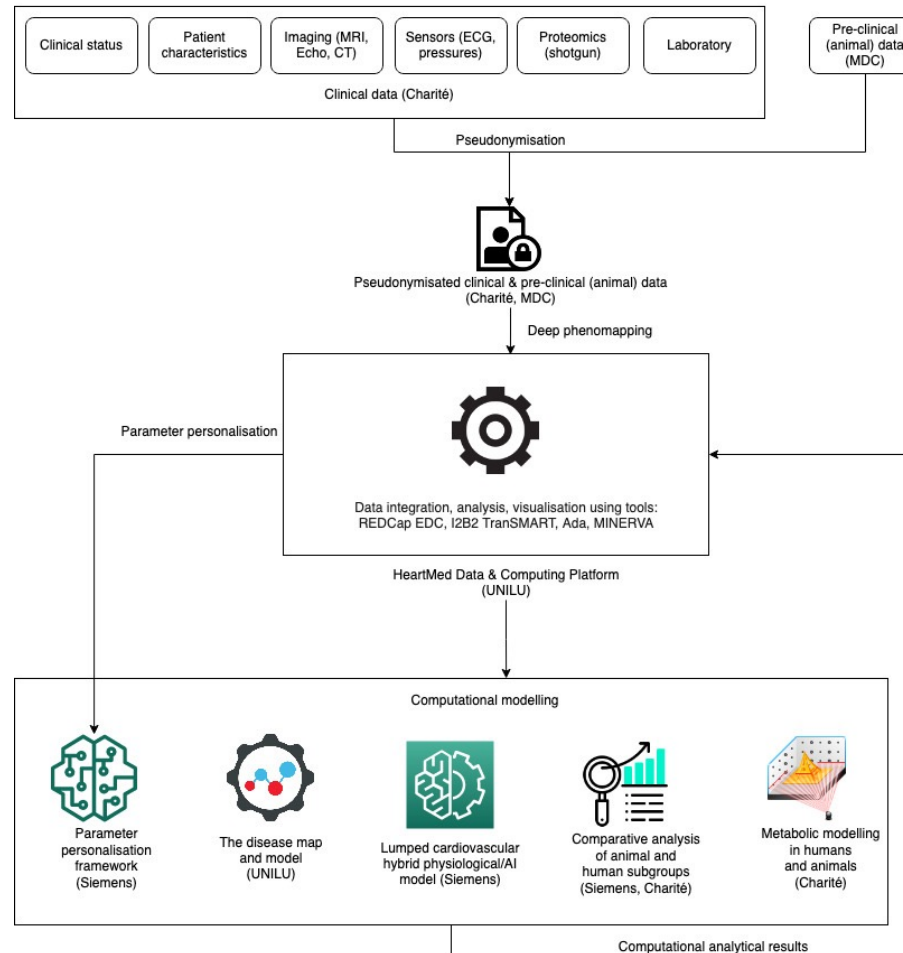 Clinical status
Patient
characteristics
Imaging (MRI,
Echo, CT)
Sensors (ECG,
pressures)
Proteomics
(shotgun)
Laboratory
Pre-clinical
(animal) data
(MDC)
Clinical data (Charité)
Pseudonymisation
Pseudonymisated clinical & pre-clinical (animal) data
(Charité, MDC)
Deep phenomapping
Parameter personalisation
Data integration, analysis, visualisation using tools:
REDCap EDC, I2B2 TranSMART, Ada, MINERVA
HeartMed Data & Computing Platform
(UNILU)
Computational modelling
Parameter
personalisation
framework
(Siemens)
The disease map
and model
(UNILU)
Lumped cardiovascular
hybrid physiological/AI
model (Siemens)
Comparative analysis
of animal and
human subgroups
(Siemens, Charité)
Metabolic modelling
in humans
and animals
(Charité)
Computational analytical results